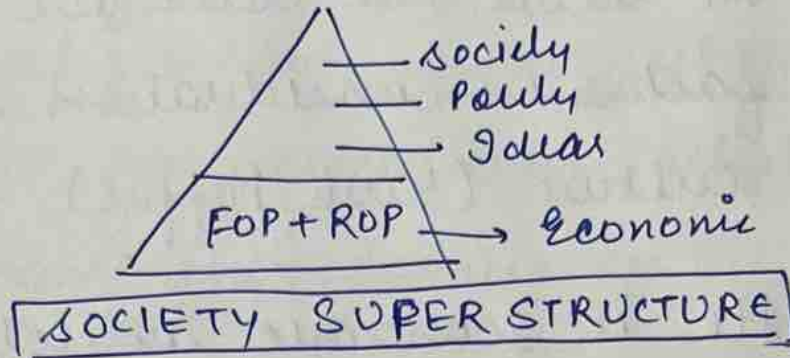 Society
Polity
Ideas
FOP + ROP → Economic
SOCIETY SUPER STRUCTURE